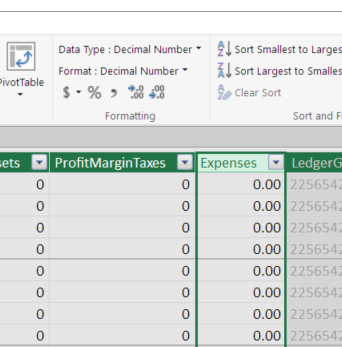 Data Type : Decimal Number
Sort Smallest to Larges
Format : Decimal Number
Sort Largest to Smalles
PivotTable
$ % ,
Clear Sort
Formatting
Sort and F
sets ProfitMarginTaxes Expenses LedgerG
0 0 0.00 2256542
0 0 0.00 2256542
0 0 0.00 2256542
0 0 0.00 2256542
0 0 0.00 2256542
0 0 0.00 2256542
0 0 0.00 2256542
0 0 0.00 2256542